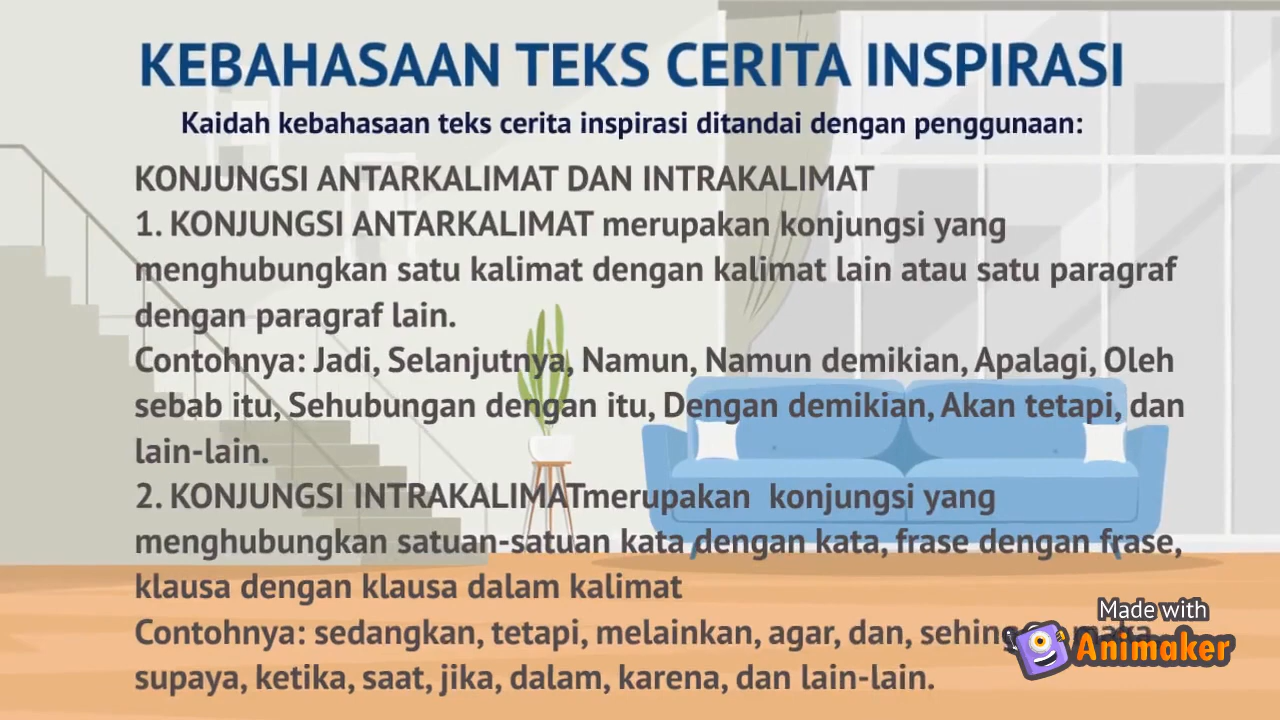 KEBAHASAAN TEKS CERITA INSPIRASI
Kaidah kebahasaan teks cerita inspirasi ditandai dengan penggunaan:
KONJUNGSI ANTARKALIMAT DAN INTRAKALIMAT
1. KONJUNGSI ANTARKALIMAT merupakan konjungsi yang
menghubungkan satu kalimat dengan kalimat lain atau satu paragraf
dengan paragraf lain.
Contohnya: Jadi, Selanjutnya, Namun, Namun demikian, Apalagi, Oleh
sebab itu, Sehubungan dengan itu, Dengan demikian, Akan tetapi, dan
lain-lain.
2. KONJUNGSI INTRAKALIMATmerupakan  konjungsi yang
menghubungkan satuan-satuan kata dengan kata, frase dengan frase,
klausa dengan klausa dalam kalimat
Contohnya: sedangkan, tetapi, melainkan, agar, dan,
supaya, ketika, saat, jika, dalam, karena, dan lain-lain.
Made with
Animaker